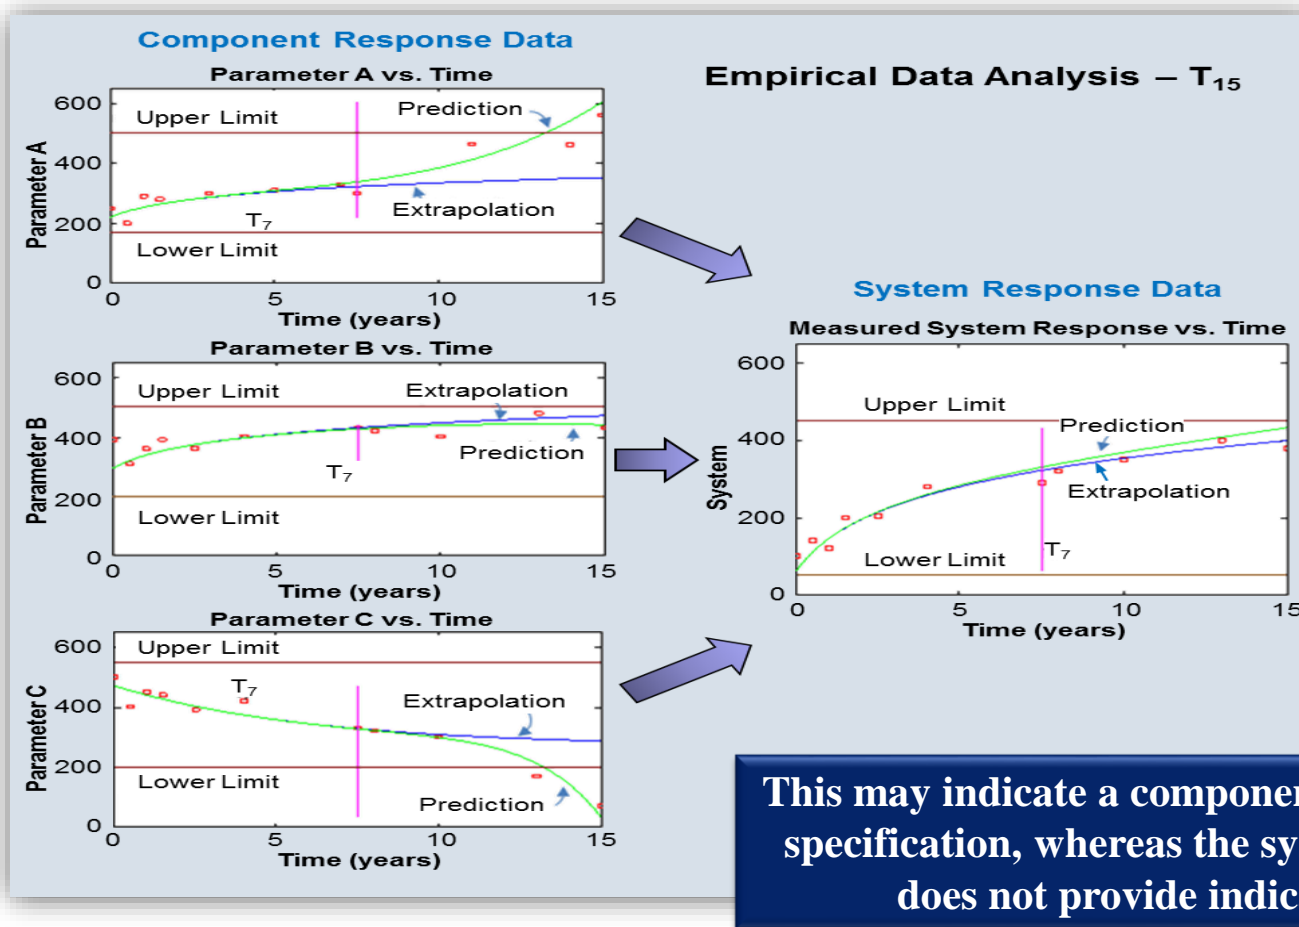 Component Response Data
Empirical Data Analysis – T₁₅
Parameter A vs. Time
Parameter A
600
400
200
0
Upper Limit
Prediction
Extrapolation
T₇
Lower Limit
0 5 10 15
Time (years)
Parameter B vs. Time
Parameter B
600
400
200
0
Upper Limit
Extrapolation
Prediction
T₇
Lower Limit
0 5 10 15
Time (years)
Parameter C vs. Time
Parameter C
600
400
200
0
Upper Limit
T₇
Extrapolation
Lower Limit
Prediction
0 5 10 15
Time (years)
System Response Data
Measured System Response vs. Time
System
600
400
200
0
Upper Limit
Prediction
Extrapolation
T₇
Lower Limit
0 5 10 15
Time (years)
This may indicate a componen
specification, whereas the sy
does not provide indic